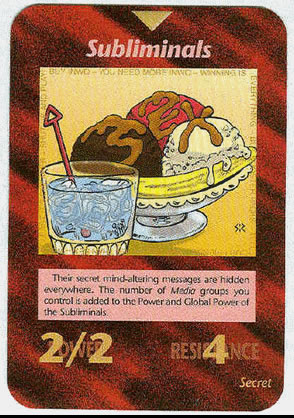 Subliminals
BUY INWO – YOU NEED MORE INWO – WINNING IS
SEX
Their secret mind-altering messages are hidden
everywhere. The number of Media groups you
control is added to the Power and Global Power of
the Subliminals.
POWER
2/2
RESISTANCE
4
Secret